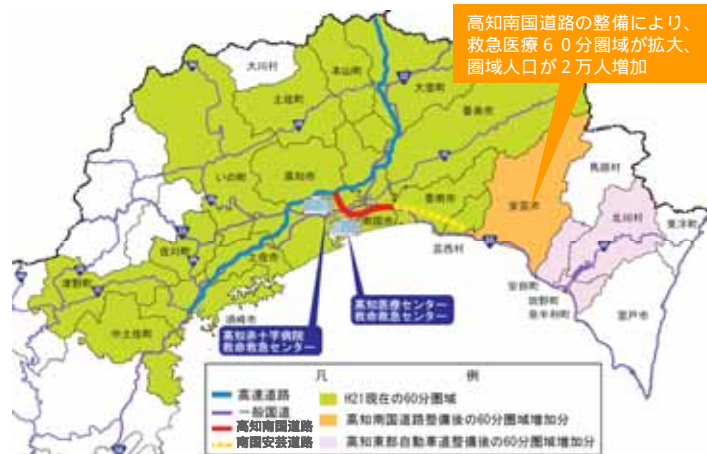 高知南国道路の整備により、
救急医療６０分圏域が拡大、
圏域人口が２万人増加
大川村
本山町
土佐町
大豊町
香美市
いの町
高知市
馬路村
香南市
安芸市
北川村
南国市
東洋町
佐川町
土佐市
芸西村
津野町
安田町
田野町
奈半利町
須崎市
室戸市
中土佐町
高知医療センター
救命救急センター
高知赤十字病院
救命救急センター
凡 例
高速道路
一般国道
高知南国道路
南国安芸道路
H21現在の60分圏域
高知南国道路整備後の60分圏域増加分
高知東部自動車道整備後の60分圏域増加分